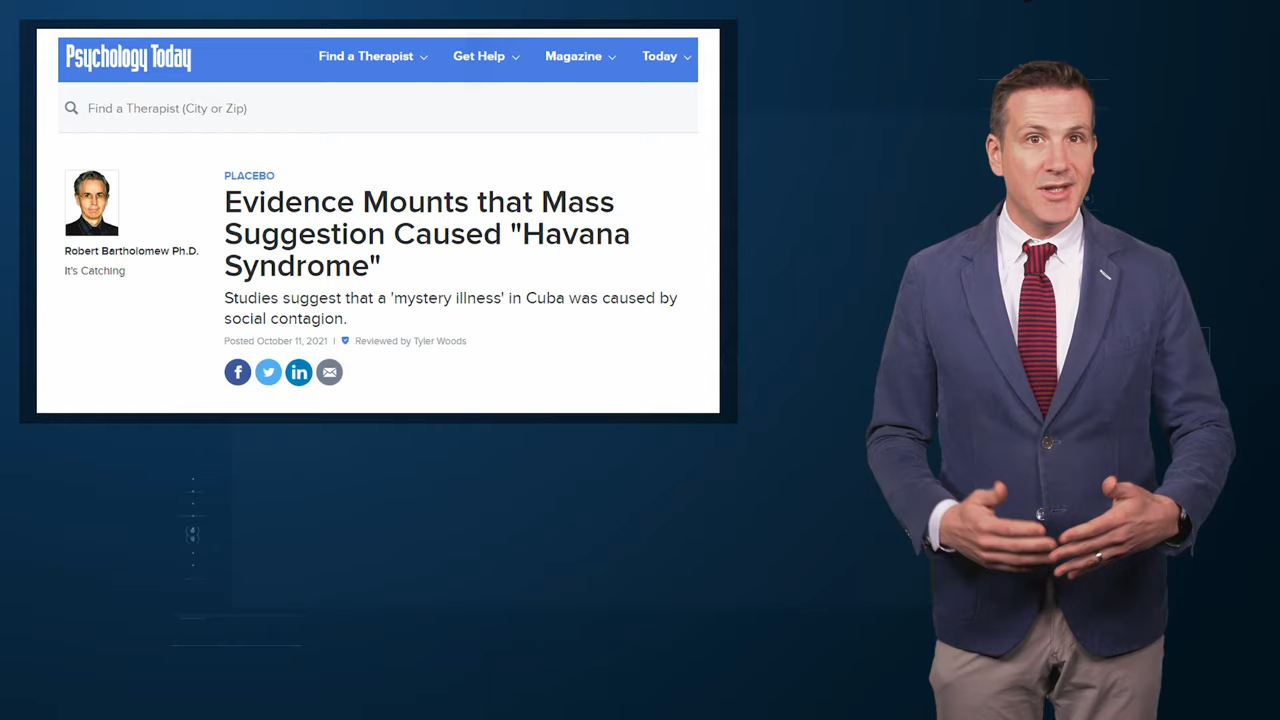 Psychology Today
Find a Therapist Get Help Magazine Today
Find a Therapist (City or Zip)
PLACEBO
Evidence Mounts that Mass
Suggestion Caused "Havana
Syndrome"
Robert Bartholomew Ph.D.
It's Catching
Studies suggest that a 'mystery illness' in Cuba was caused by
social contagion.
Posted October 11, 2021 | Reviewed by Tyler Woods
f in